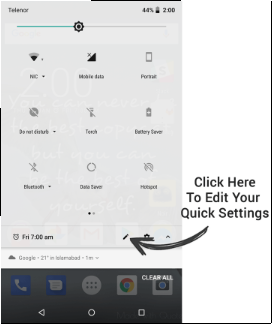 Telenor 44% 2:00
N/C Mobile data Portrait
Do not disturb Torch Battery Saver
Bluetooth Data Saver Hotspot
Click Here
To Edit Your
Quick Settings
Fri 7:00 am
Google • 21° in Islamabad • 1m
CLEAR ALL